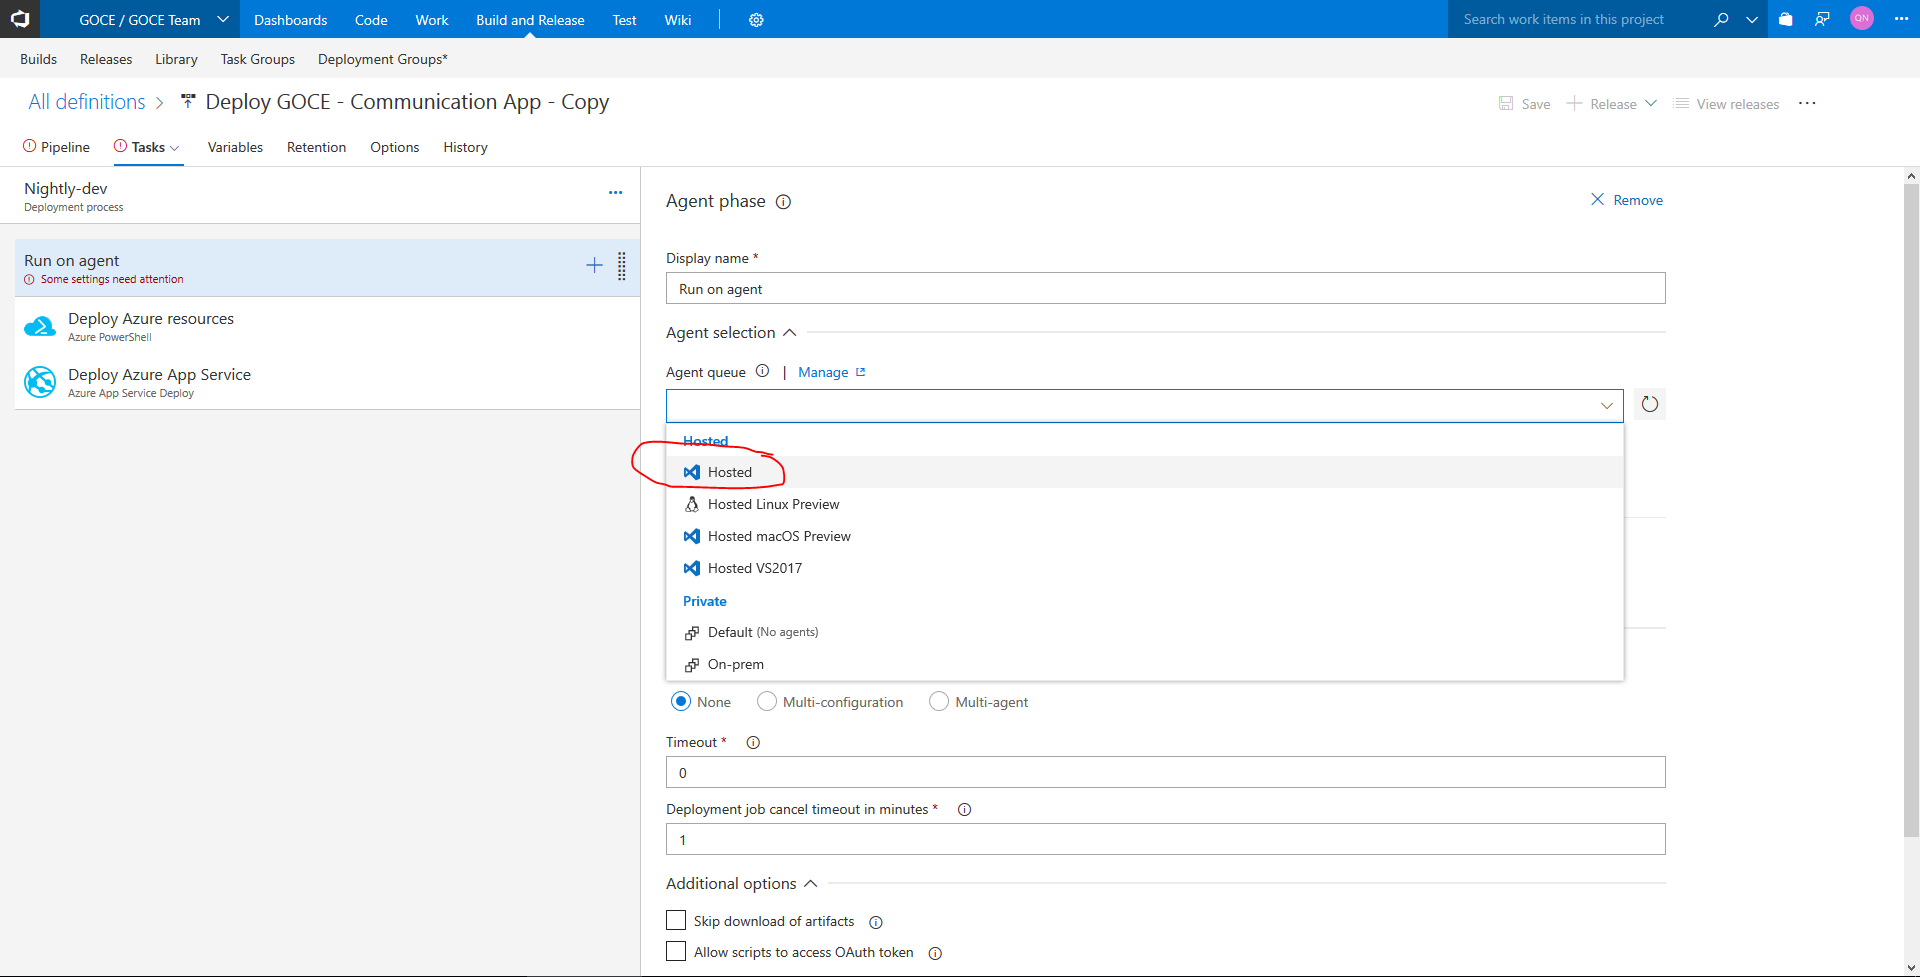 GOCE / GOCE Team Dashboards Code Work Build and Release Test Wiki Search work items in this project QN
Builds Releases Library Task Groups Deployment Groups*
All definitions > Deploy GOCE - Communication App - Copy Save Release View releases ...
Pipeline Tasks Variables Retention Options History
Nightly-dev ...
Deployment process
Run on agent
Some settings need attention
Deploy Azure resources
Azure PowerShell
Deploy Azure App Service
Azure App Service Deploy
Agent phase Remove
Display name *
Run on agent
Agent selection
Agent queue | Manage
Hosted
Hosted
Hosted Linux Preview
Hosted macOS Preview
Hosted VS2017
Private
Default (No agents)
On-prem
None Multi-configuration Multi-agent
Timeout *
0
Deployment job cancel timeout in minutes *
1
Additional options
Skip download of artifacts
Allow scripts to access OAuth token